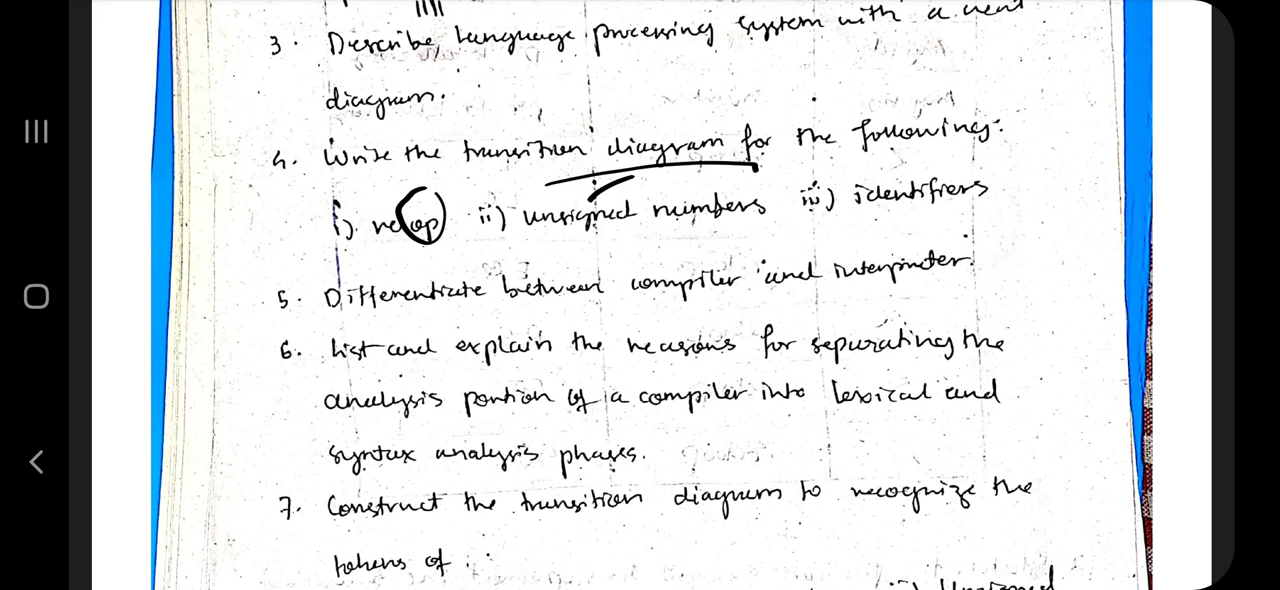 3. Describe language processing system with a neat
diagram.
4. Write the transition diagram for the following:
i). relop ii) unsigned numbers iii) identifiers
5. Differentiate between compiler and interpreter.
6. List and explain the reasons for separating the
analysis portion of a compiler into lexical and
syntax analysis phases.
7. Construct the transition diagram to recognize the
tokens of :
Unsigned